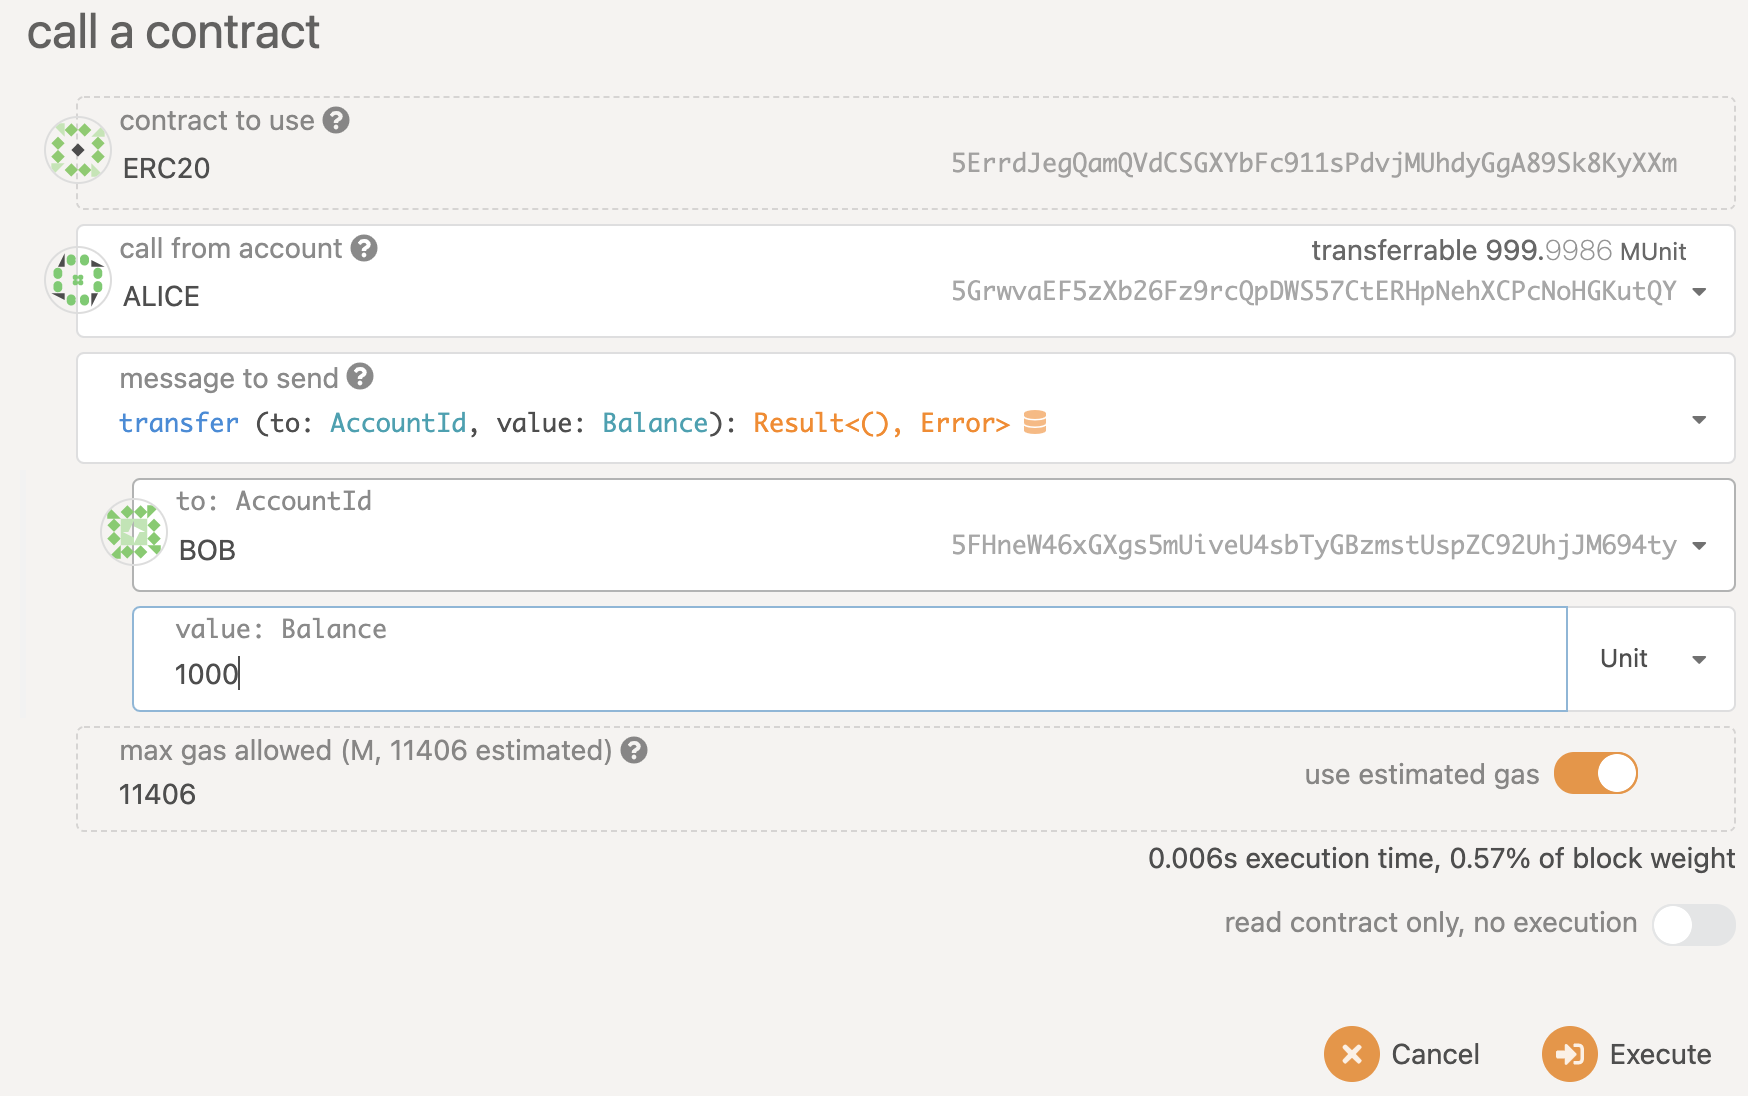 call a contract
contract to use ?
ERC20
5ErrdJegQamQVdCSGXYbFc911sPdvjMUhdyGgA89Sk8KyXXm
call from account ?
transferrable 999.9986 MUnit
ALICE
5GrwvaEF5zXb26Fz9rcQpDWS57CtERHpNehXCPcNoHGKutQY
message to send ?
transfer (to: AccountId, value: Balance): Result<(), Error>
to: AccountId
BOB
5FHneW46xGXgs5mUiveU4sbTyGBzmstUspZC92UhjJM694ty
value: Balance
1000
Unit
max gas allowed (M, 11406 estimated) ?
11406
use estimated gas
0.006s execution time, 0.57% of block weight
read contract only, no execution
Cancel
Execute